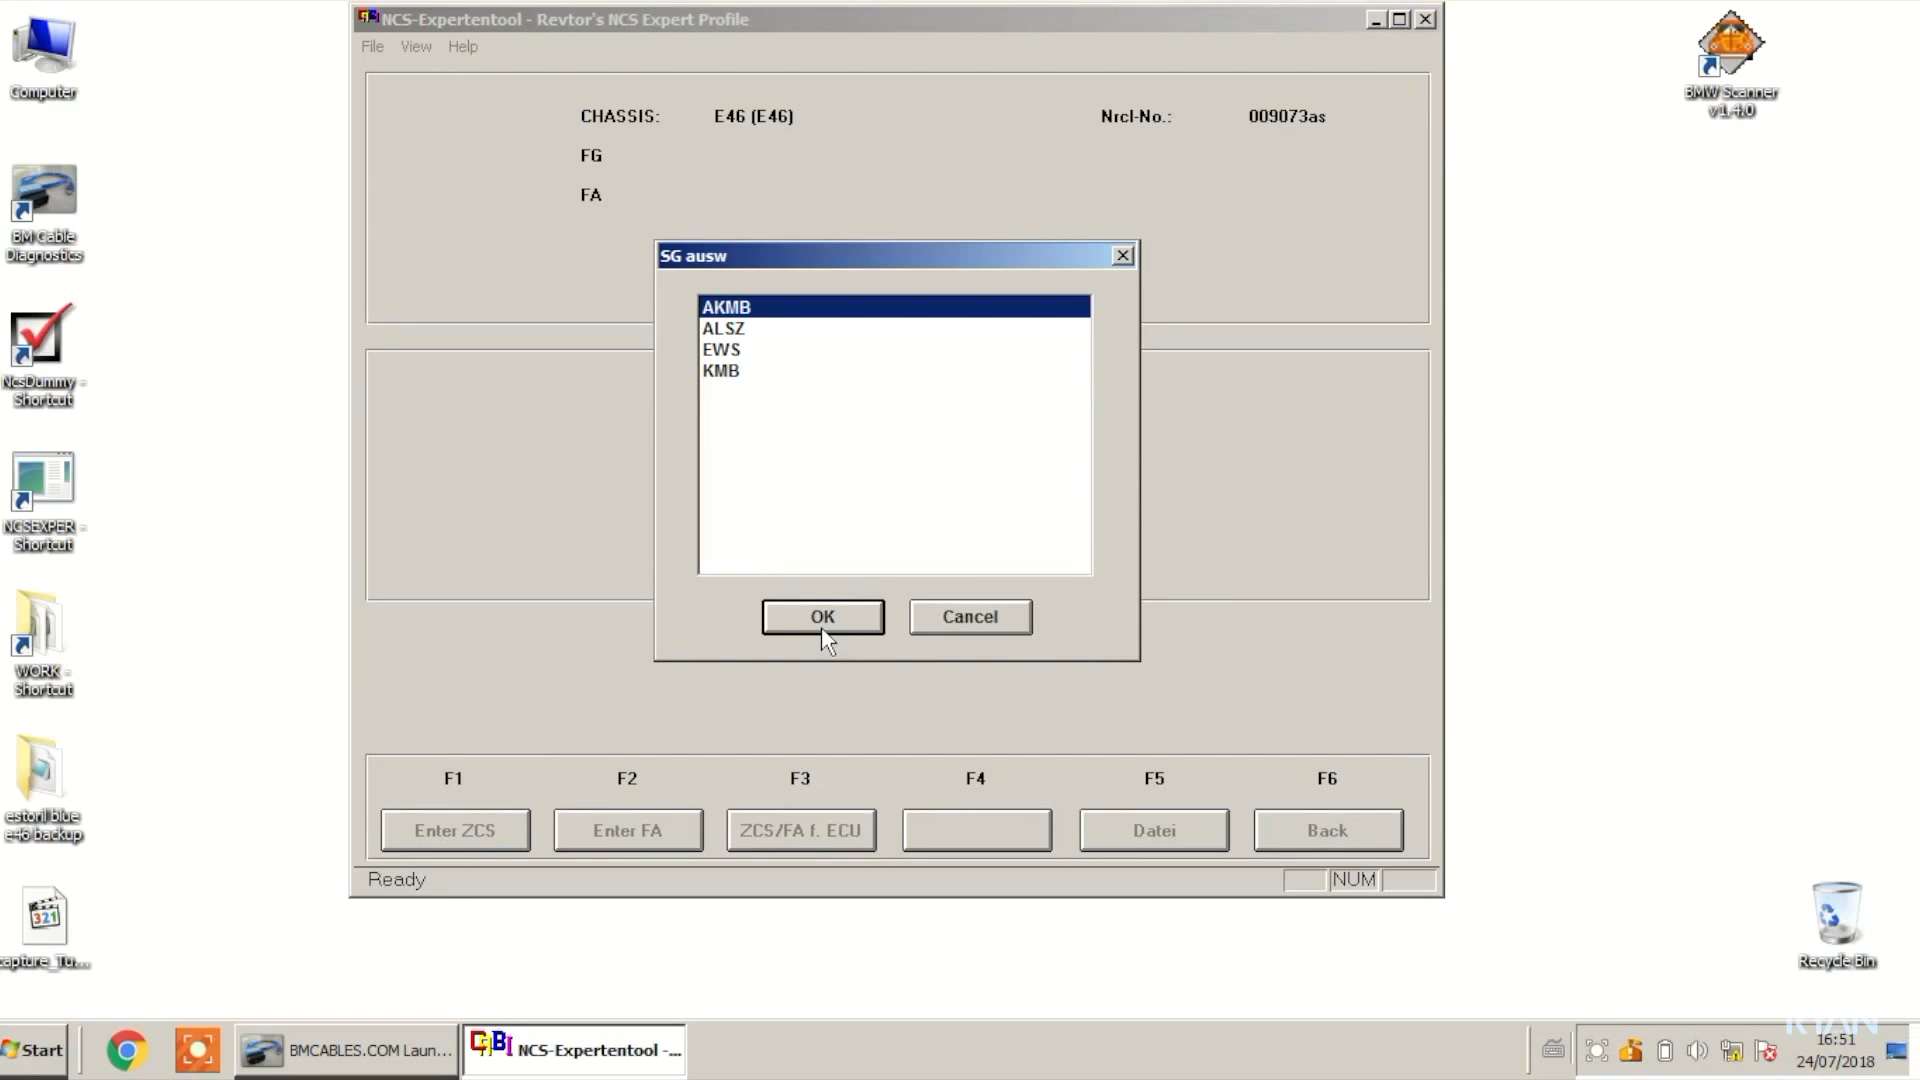 NCS-Expertentool - Revtor's NCS Expert Profile
File View Help
CHASSIS: E46 (E46) Nrcl-No.: 009073as
FG
FA
SG ausw
AKMB
ALSZ
EWS
KMB
OK Cancel
F1 F2 F3 F4 F5 F6
Enter ZCS Enter FA ZCS/FA f. ECU Datei Back
Ready NUM
Computer
BM Cable
Diagnostics
NcsDummy -
Shortcut
NCSEXPER -
Shortcut
WORK -
Shortcut
estoril blue
e46 backup
capture_Tu...
BMW Scanner
v1.4.0
Recycle Bin
Start
BMCABLES.COM Laun...
NCS-Expertentool -...
16:51
24/07/2018